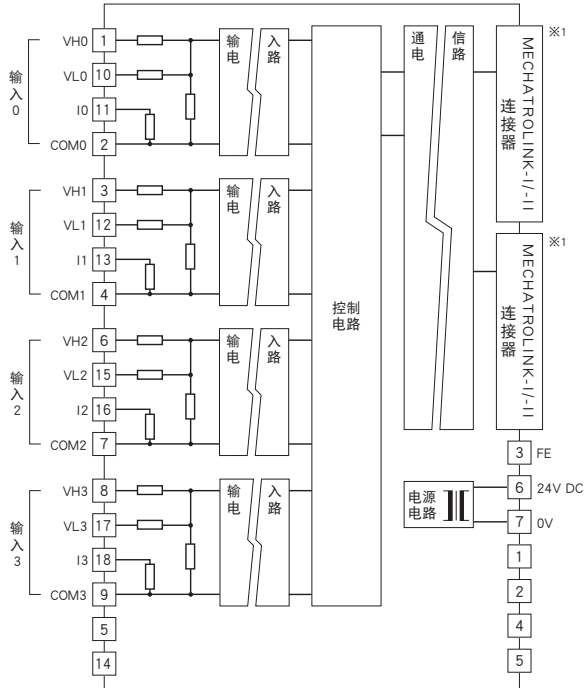 输入0
VH0 1
VL0 10
I0 11
COM0 2
输入
电路
输入1
VH1 3
VL1 12
I1 13
COM1 4
输入
电路
输入2
VH2 6
VL2 15
I2 16
COM2 7
输入
电路
输入3
VH3 8
VL3 17
I3 18
COM3 9
输入
电路
5
14
控制
电路
通信
电路
※1
MECHATROLINK-I/-II
连接器
※1
MECHATROLINK-I/-II
连接器
3 FE
电源
电路
6 24V DC
7 0V
1
2
4
5